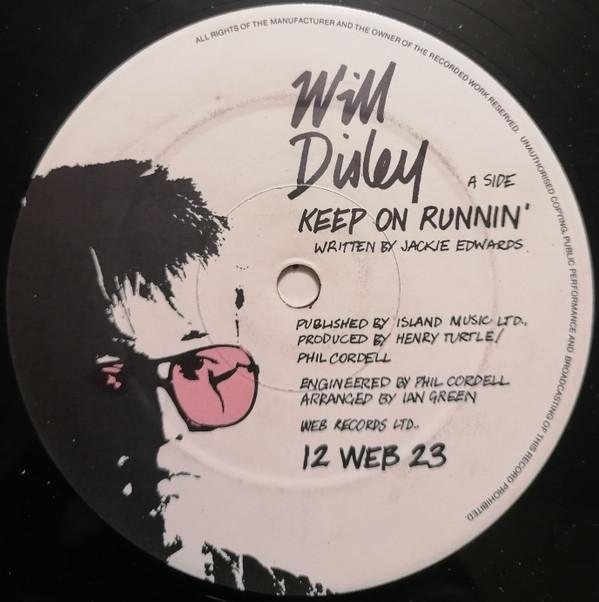 ALL RIGHTS OF THE MANUFACTURER AND THE OWNER OF THE RECORDED WORK RESERVED. UNAUTHORISED COPYING, PUBLIC PERFORMANCE AND BROADCASTING OF THIS RECORD PROHIBITED.
Will
Disley
A SIDE
KEEP ON RUNNIN'
WRITTEN BY JACKIE EDWARDS.
PUBLISHED BY ISLAND MUSIC LTD.,
PRODUCED BY HENRY TURTLE/
PHIL CORDELL
ENGINEERED BY PHIL CORDELL
ARRANGED BY IAN GREEN
WEB RECORDS LTD..
12 WEB 23